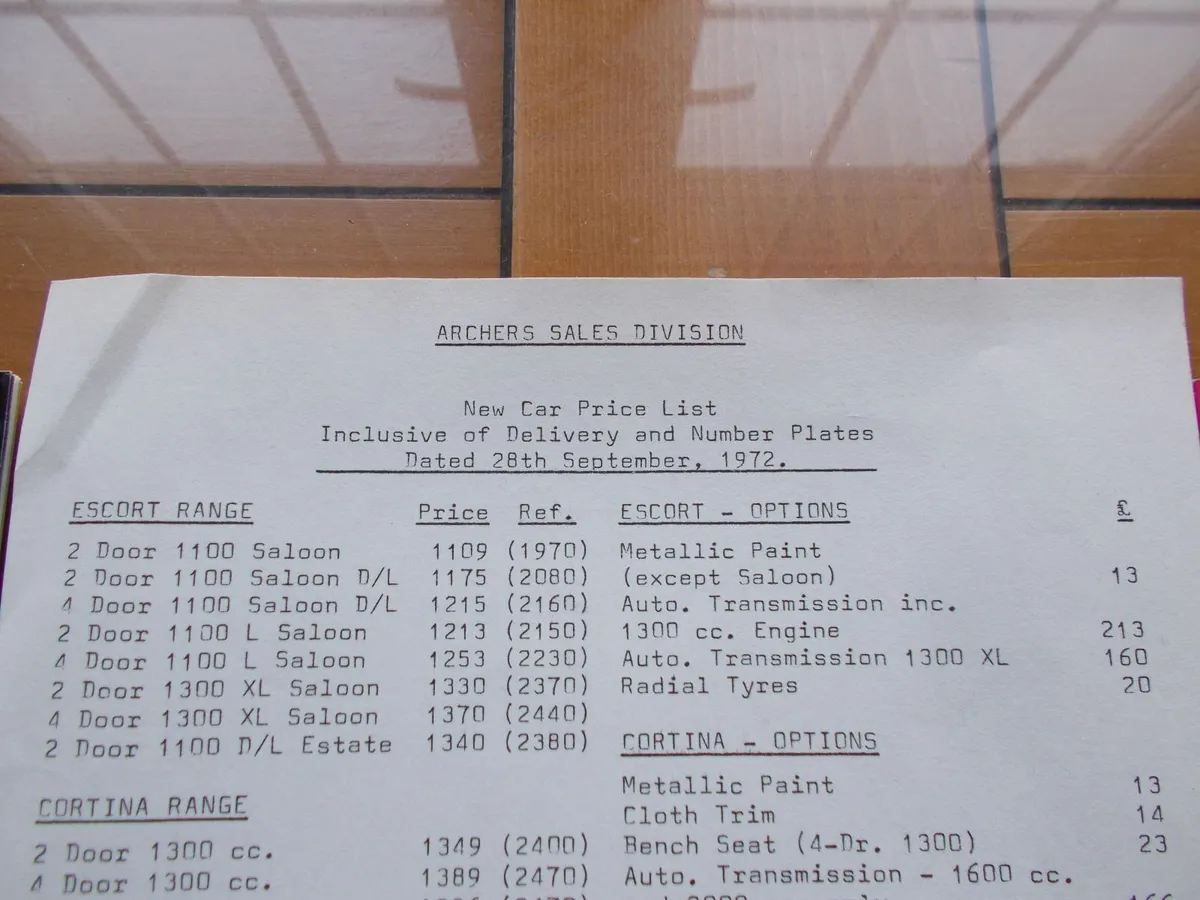 ARCHERS SALES DIVISION
New Car Price List
Inclusive of Delivery and Number Plates
Dated 28th September, 1972.
ESCORT RANGE Price Ref.
2 Door 1100 Saloon 1109 (1970)
2 Door 1100 Saloon D/L 1175 (2080)
4 Door 1100 Saloon D/L 1215 (2160)
2 Door 1100 L Saloon 1213 (2150)
4 Door 1100 L Saloon 1253 (2230)
2 Door 1300 XL Saloon 1330 (2370)
4 Door 1300 XL Saloon 1370 (2440)
2 Door 1100 D/L Estate 1340 (2380)
CORTINA RANGE
2 Door 1300 cc. 1349 (2400)
4 Door 1300 cc. 1389 (2470)
ESCORT - OPTIONS £
Metallic Paint
(except Saloon) 13
Auto. Transmission inc.
1300 cc. Engine 213
Auto. Transmission 1300 XL 160
Radial Tyres 20
CORTINA - OPTIONS
Metallic Paint 13
Cloth Trim 14
Bench Seat (4-Dr. 1300) 23
Auto. Transmission - 1600 cc.